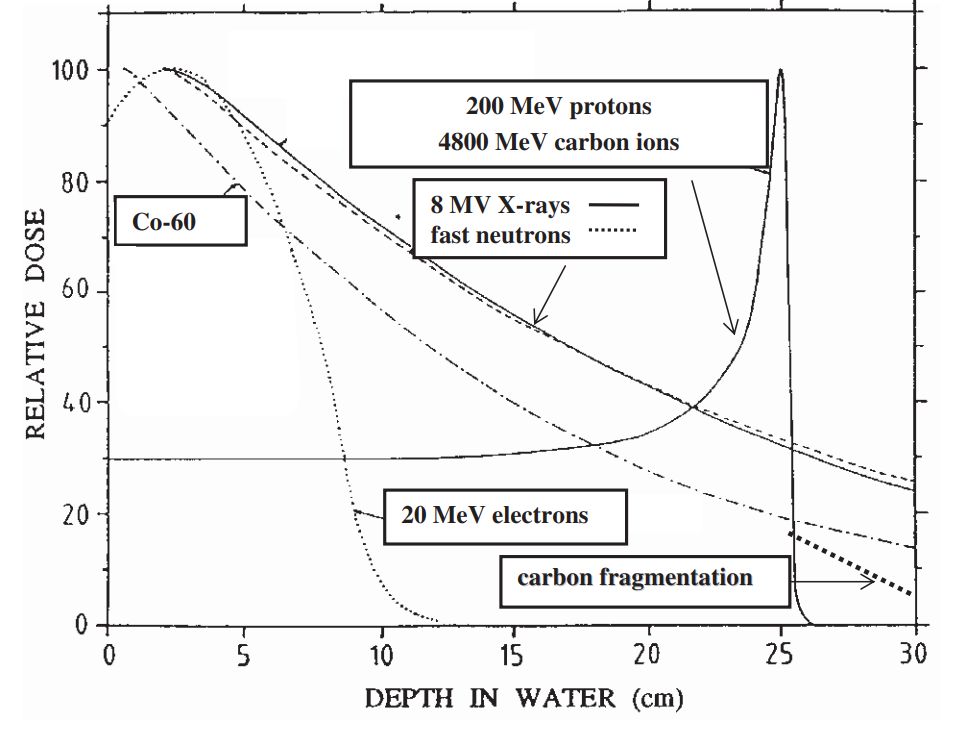 100
80
60
40
20
0
RELATIVE DOSE
200 MeV protons
4800 MeV carbon ions
8 MV X-rays
fast neutrons
Co-60
20 MeV electrons
carbon fragmentation
0 5 10 15 20 25 30
DEPTH IN WATER (cm)